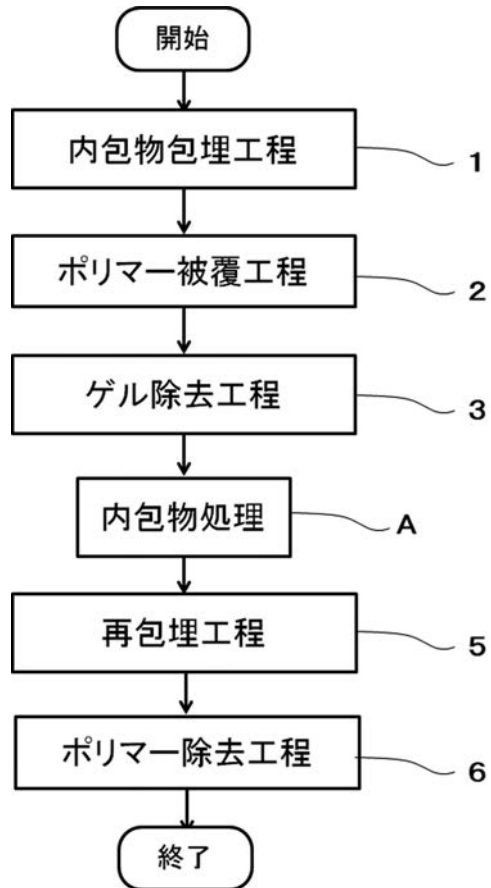 開始
内包物包埋工程
1
ポリマー被覆工程
2
ゲル除去工程
3
内包物処理
A
再包埋工程
5
ポリマー除去工程
6
終了